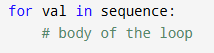 for val in sequence:
    # body of the loop